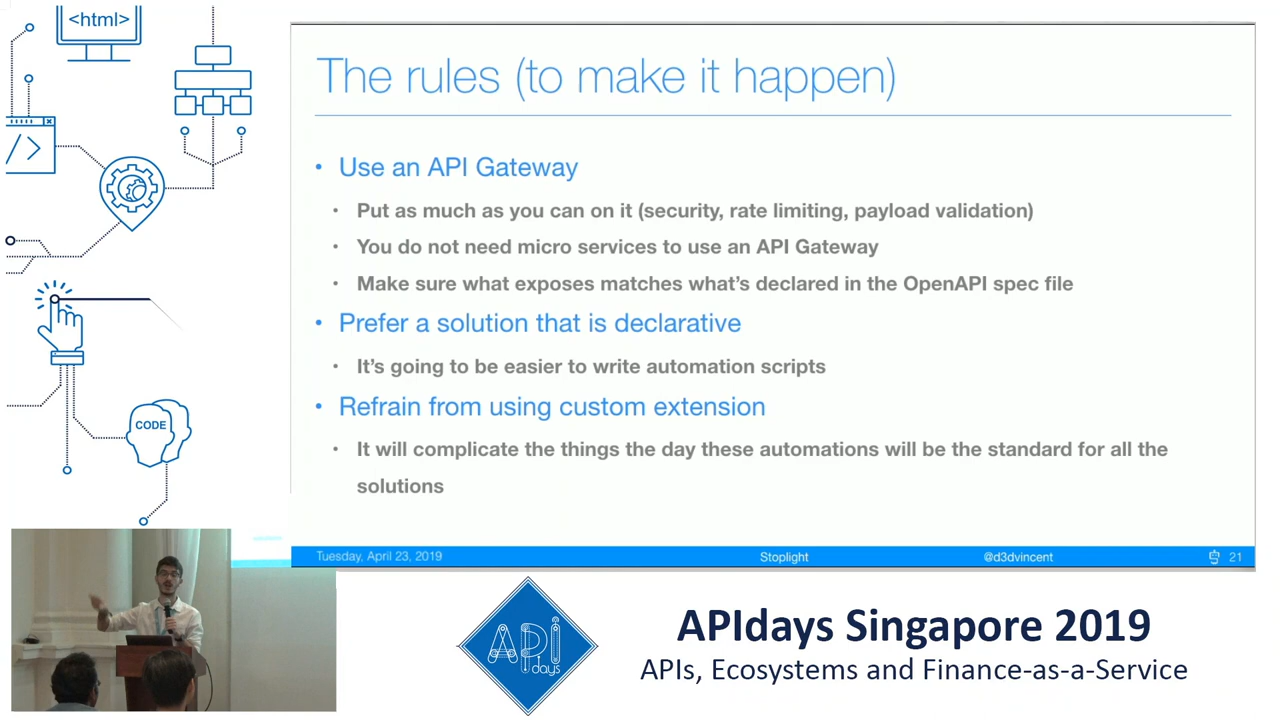 <html>
The rules (to make it happen)
</>
• Use an API Gateway
• Put as much as you can on it (security, rate limiting, payload validation)
• You do not need micro services to use an API Gateway
• Make sure what exposes matches what's declared in the OpenAPI spec file
• Prefer a solution that is declarative
• It's going to be easier to write automation scripts
• Refrain from using custom extension
• It will complicate the things the day these automations will be the standard for all the
solutions
CODE
Tuesday, April 23, 2019
Stoplight
@d3dvincent
21
API
days
APIdays Singapore 2019
APIs, Ecosystems and Finance-as-a-Service